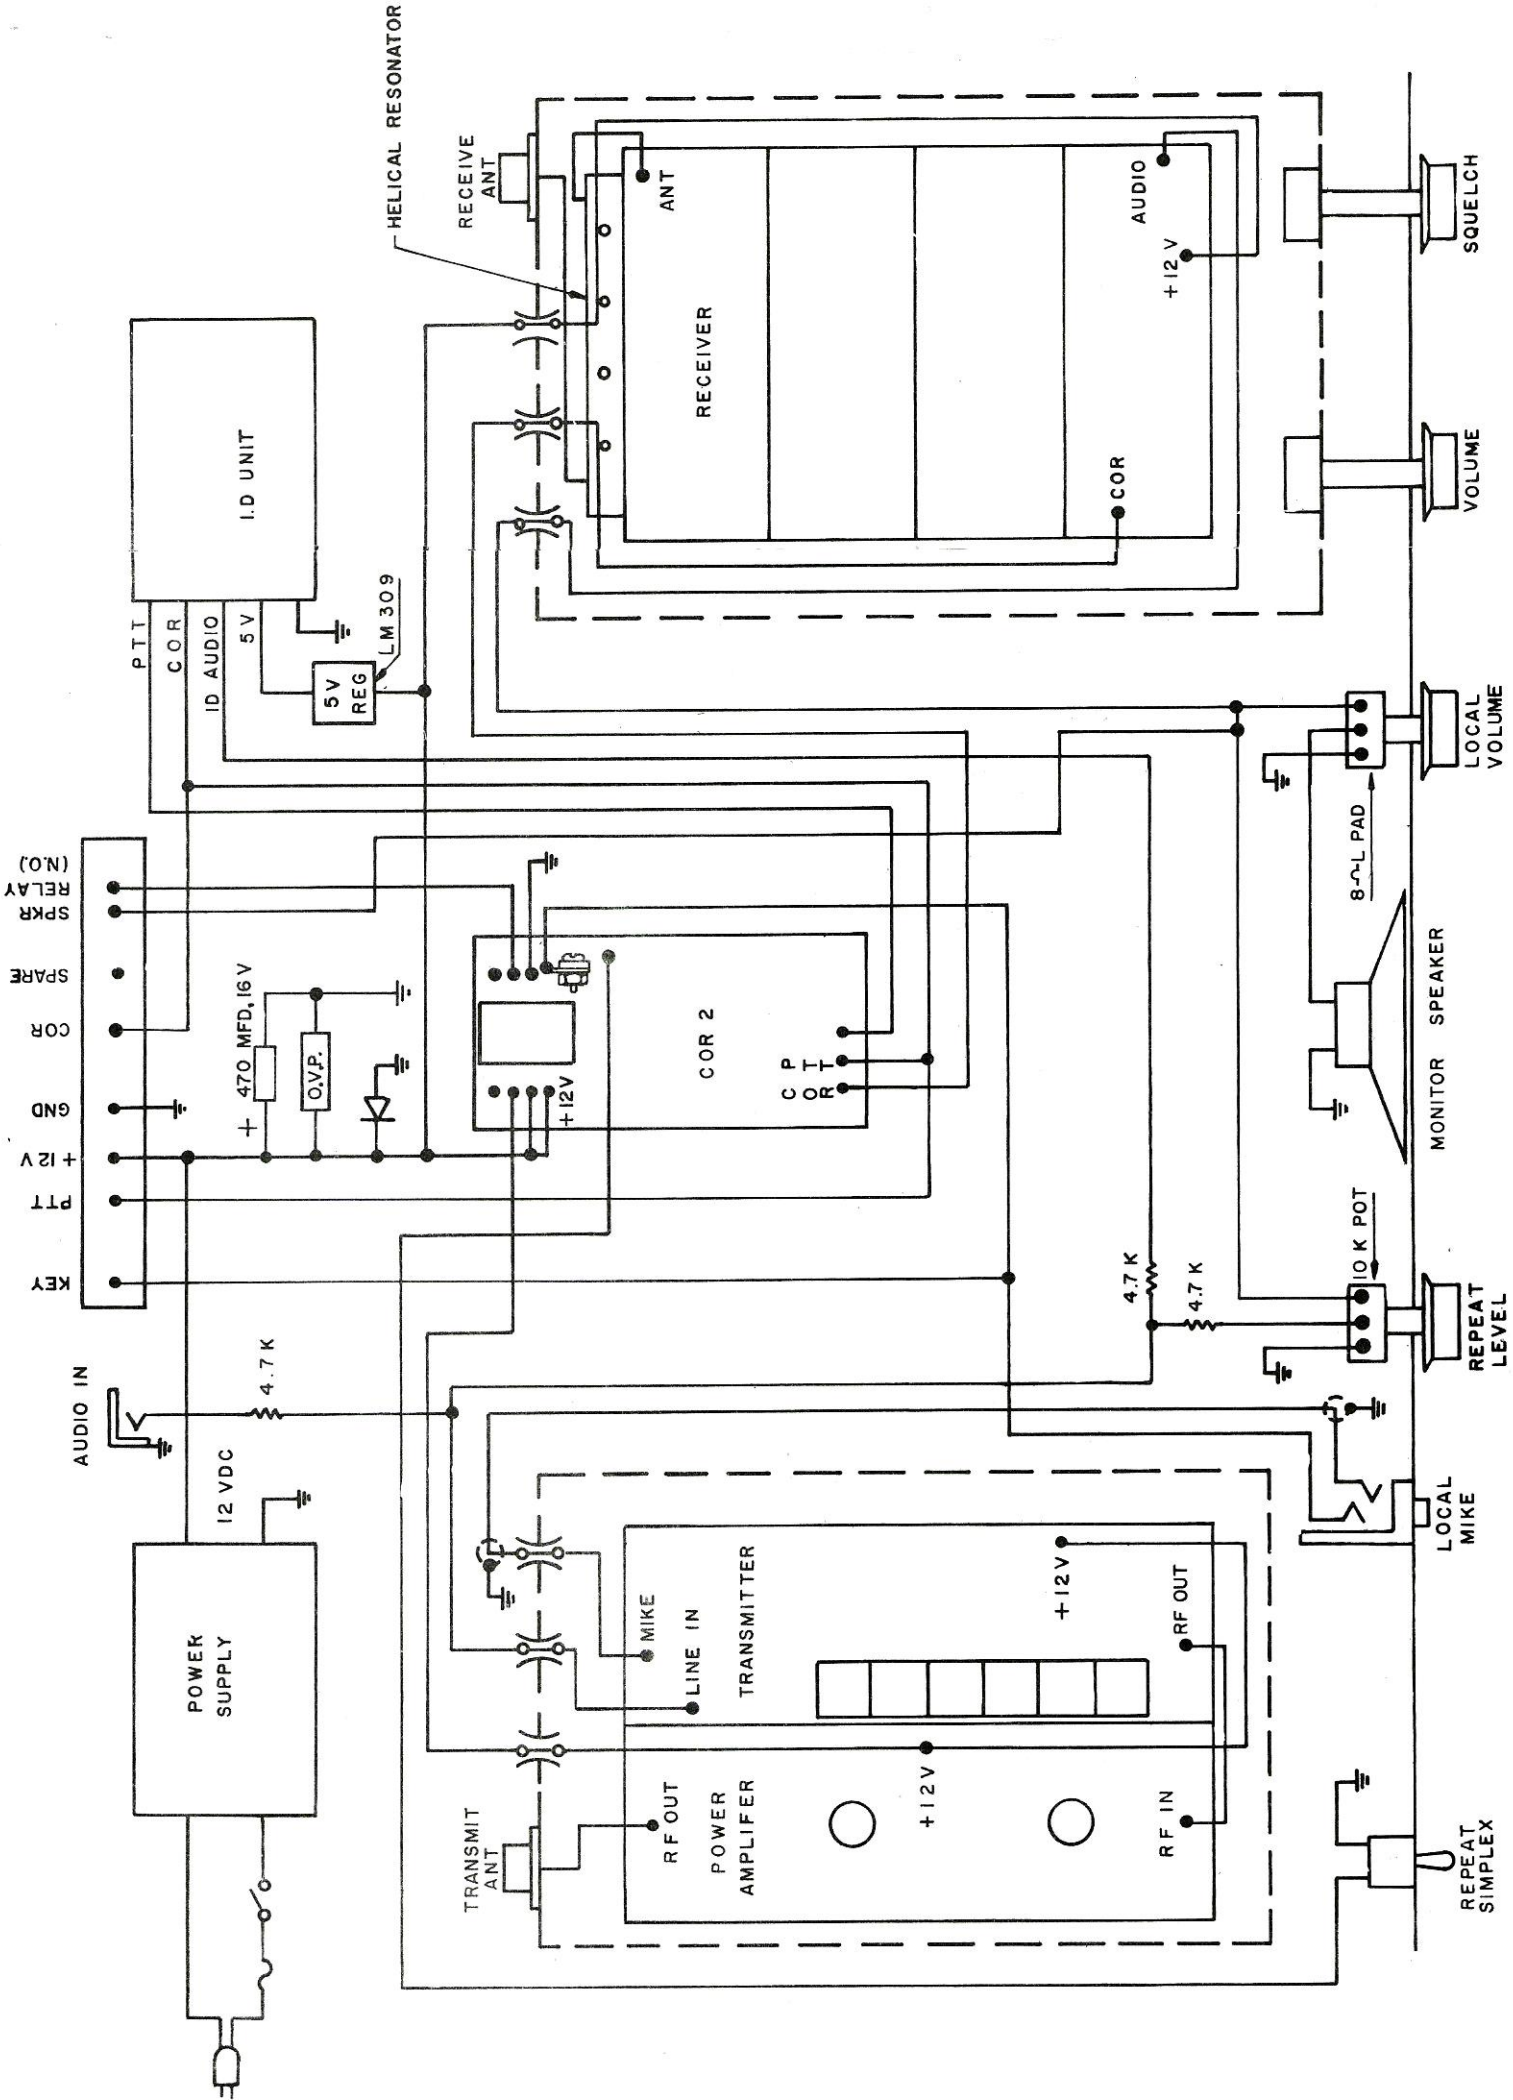 AUDIO IN
4.7 K
POWER
SUPPLY
12 VDC
KEY
PTT
+12 V
GND
COR
SPARE
SPKR
RELAY
(N.O.)
+ 470 MFD, 16 V
O.V.P.
PTT
COR
ID AUDIO
5 V
5 V
REG
LM 309
I.D UNIT
HELICAL RESONATOR
TRANSMIT
ANT
RF OUT
POWER
AMPLIFER
+12V
RF IN
MIKE
LINE IN
TRANSMITTER
+12V
RF OUT
+12V
COR 2
COR
PTT
RECEIVE
ANT
ANT
RECEIVER
COR
+12 V
AUDIO
4.7 K
4.7 K
10 K POT
8-Ω-L PAD
REPEAT
SIMPLEX
LOCAL
MIKE
REPEAT
LEVEL
MONITOR SPEAKER
LOCAL
VOLUME
VOLUME
SQUELCH